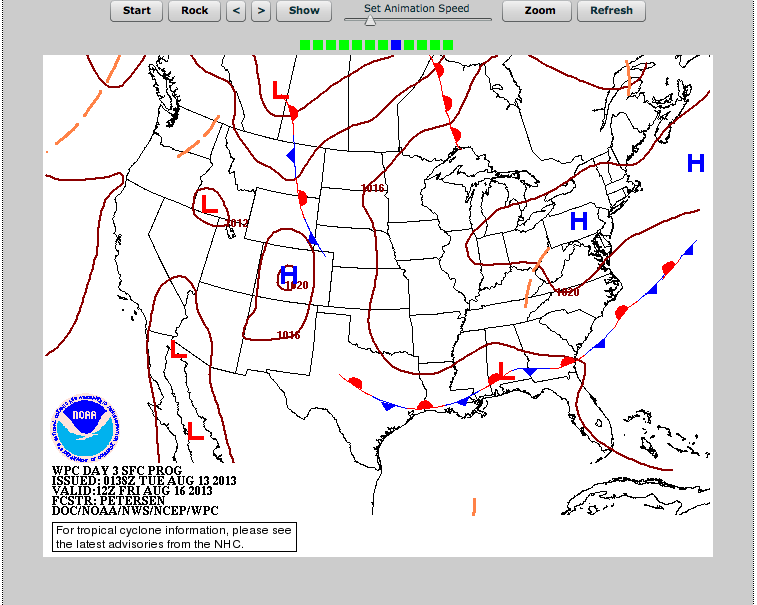 Start Rock < > Show Set Animation Speed Zoom Refresh
L
H
1016
L
1012
H
H
1020
1020
1016
L
L
L
NOAA
WPC DAY 3 SFC PROG
ISSUED: 0138Z TUE AUG 13 2013
VALID:12Z FRI AUG 16 2013
FCSTR: PETERSEN
DOC/NOAA/NWS/NCEP/WPC
For tropical cyclone information, please see
the latest advisories from the NHC.